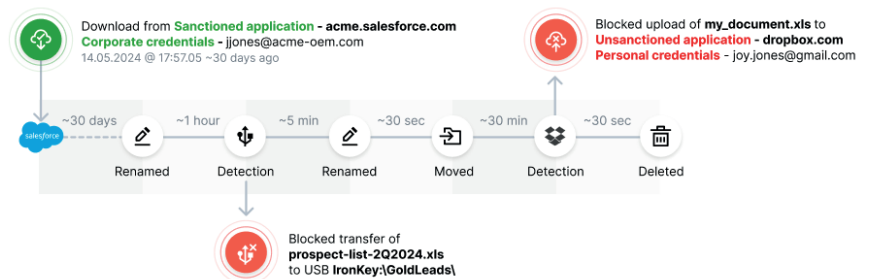 Download from Sanctioned application - acme.salesforce.com
Corporate credentials - jjones@acme-oem.com
14.05.2024 @ 17:57.05 ~30 days ago
Blocked upload of my_document.xls to
Unsanctioned application - dropbox.com
Personal credentials - joy.jones@gmail.com
salesforce
~30 days
~1 hour
~5 min
~30 sec
~30 min
~30 sec
Renamed
Detection
Renamed
Moved
Detection
Deleted
Blocked transfer of
prospect-list-2Q2024.xls
to USB IronKey:\GoldLeads\